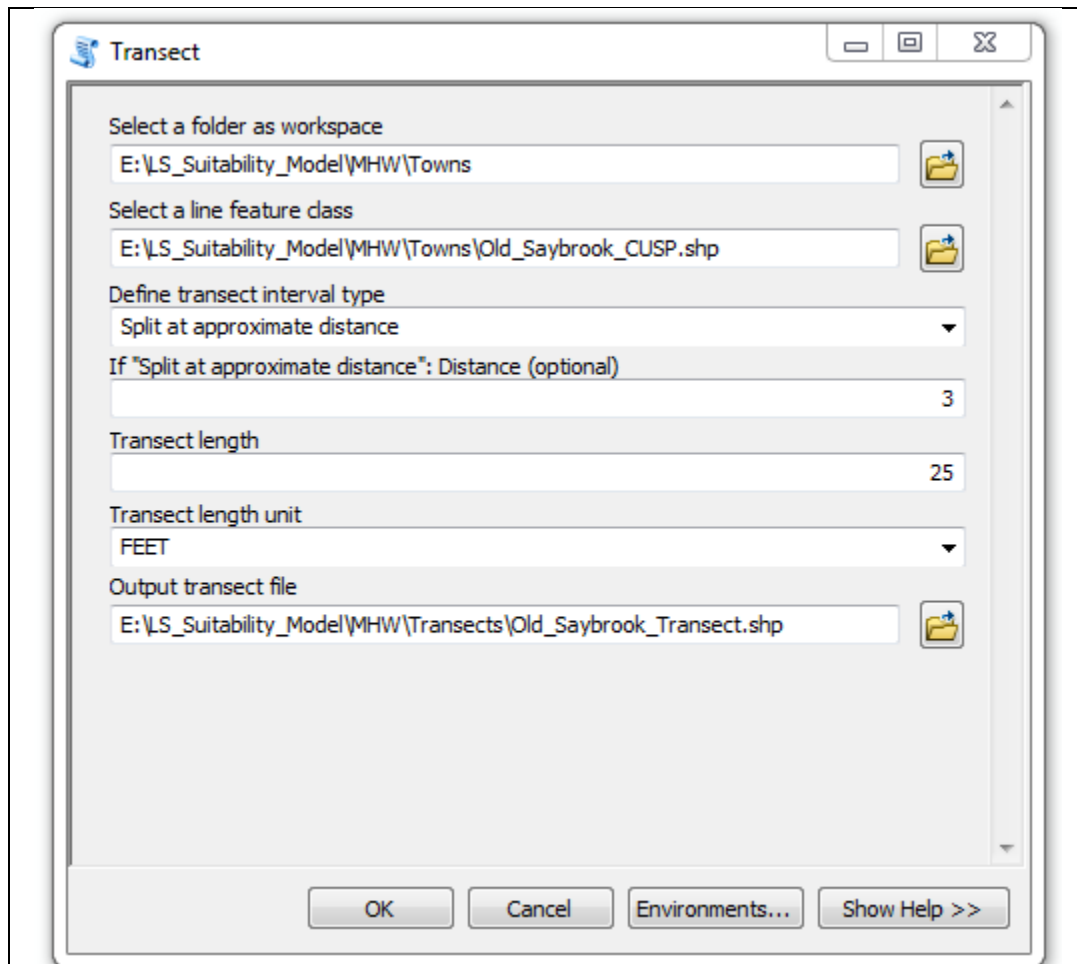 Transect
Select a folder as workspace
E:\LS_Suitability_Model\MHW\Towns
Select a line feature class
E:\LS_Suitability_Model\MHW\Towns\Old_Saybrook_CUSP.shp
Define transect interval type
Split at approximate distance
If "Split at approximate distance": Distance (optional)
3
Transect length
25
Transect length unit
FEET
Output transect file
E:\LS_Suitability_Model\MHW\Transects\Old_Saybrook_Transect.shp
OK Cancel Environments... Show Help >>